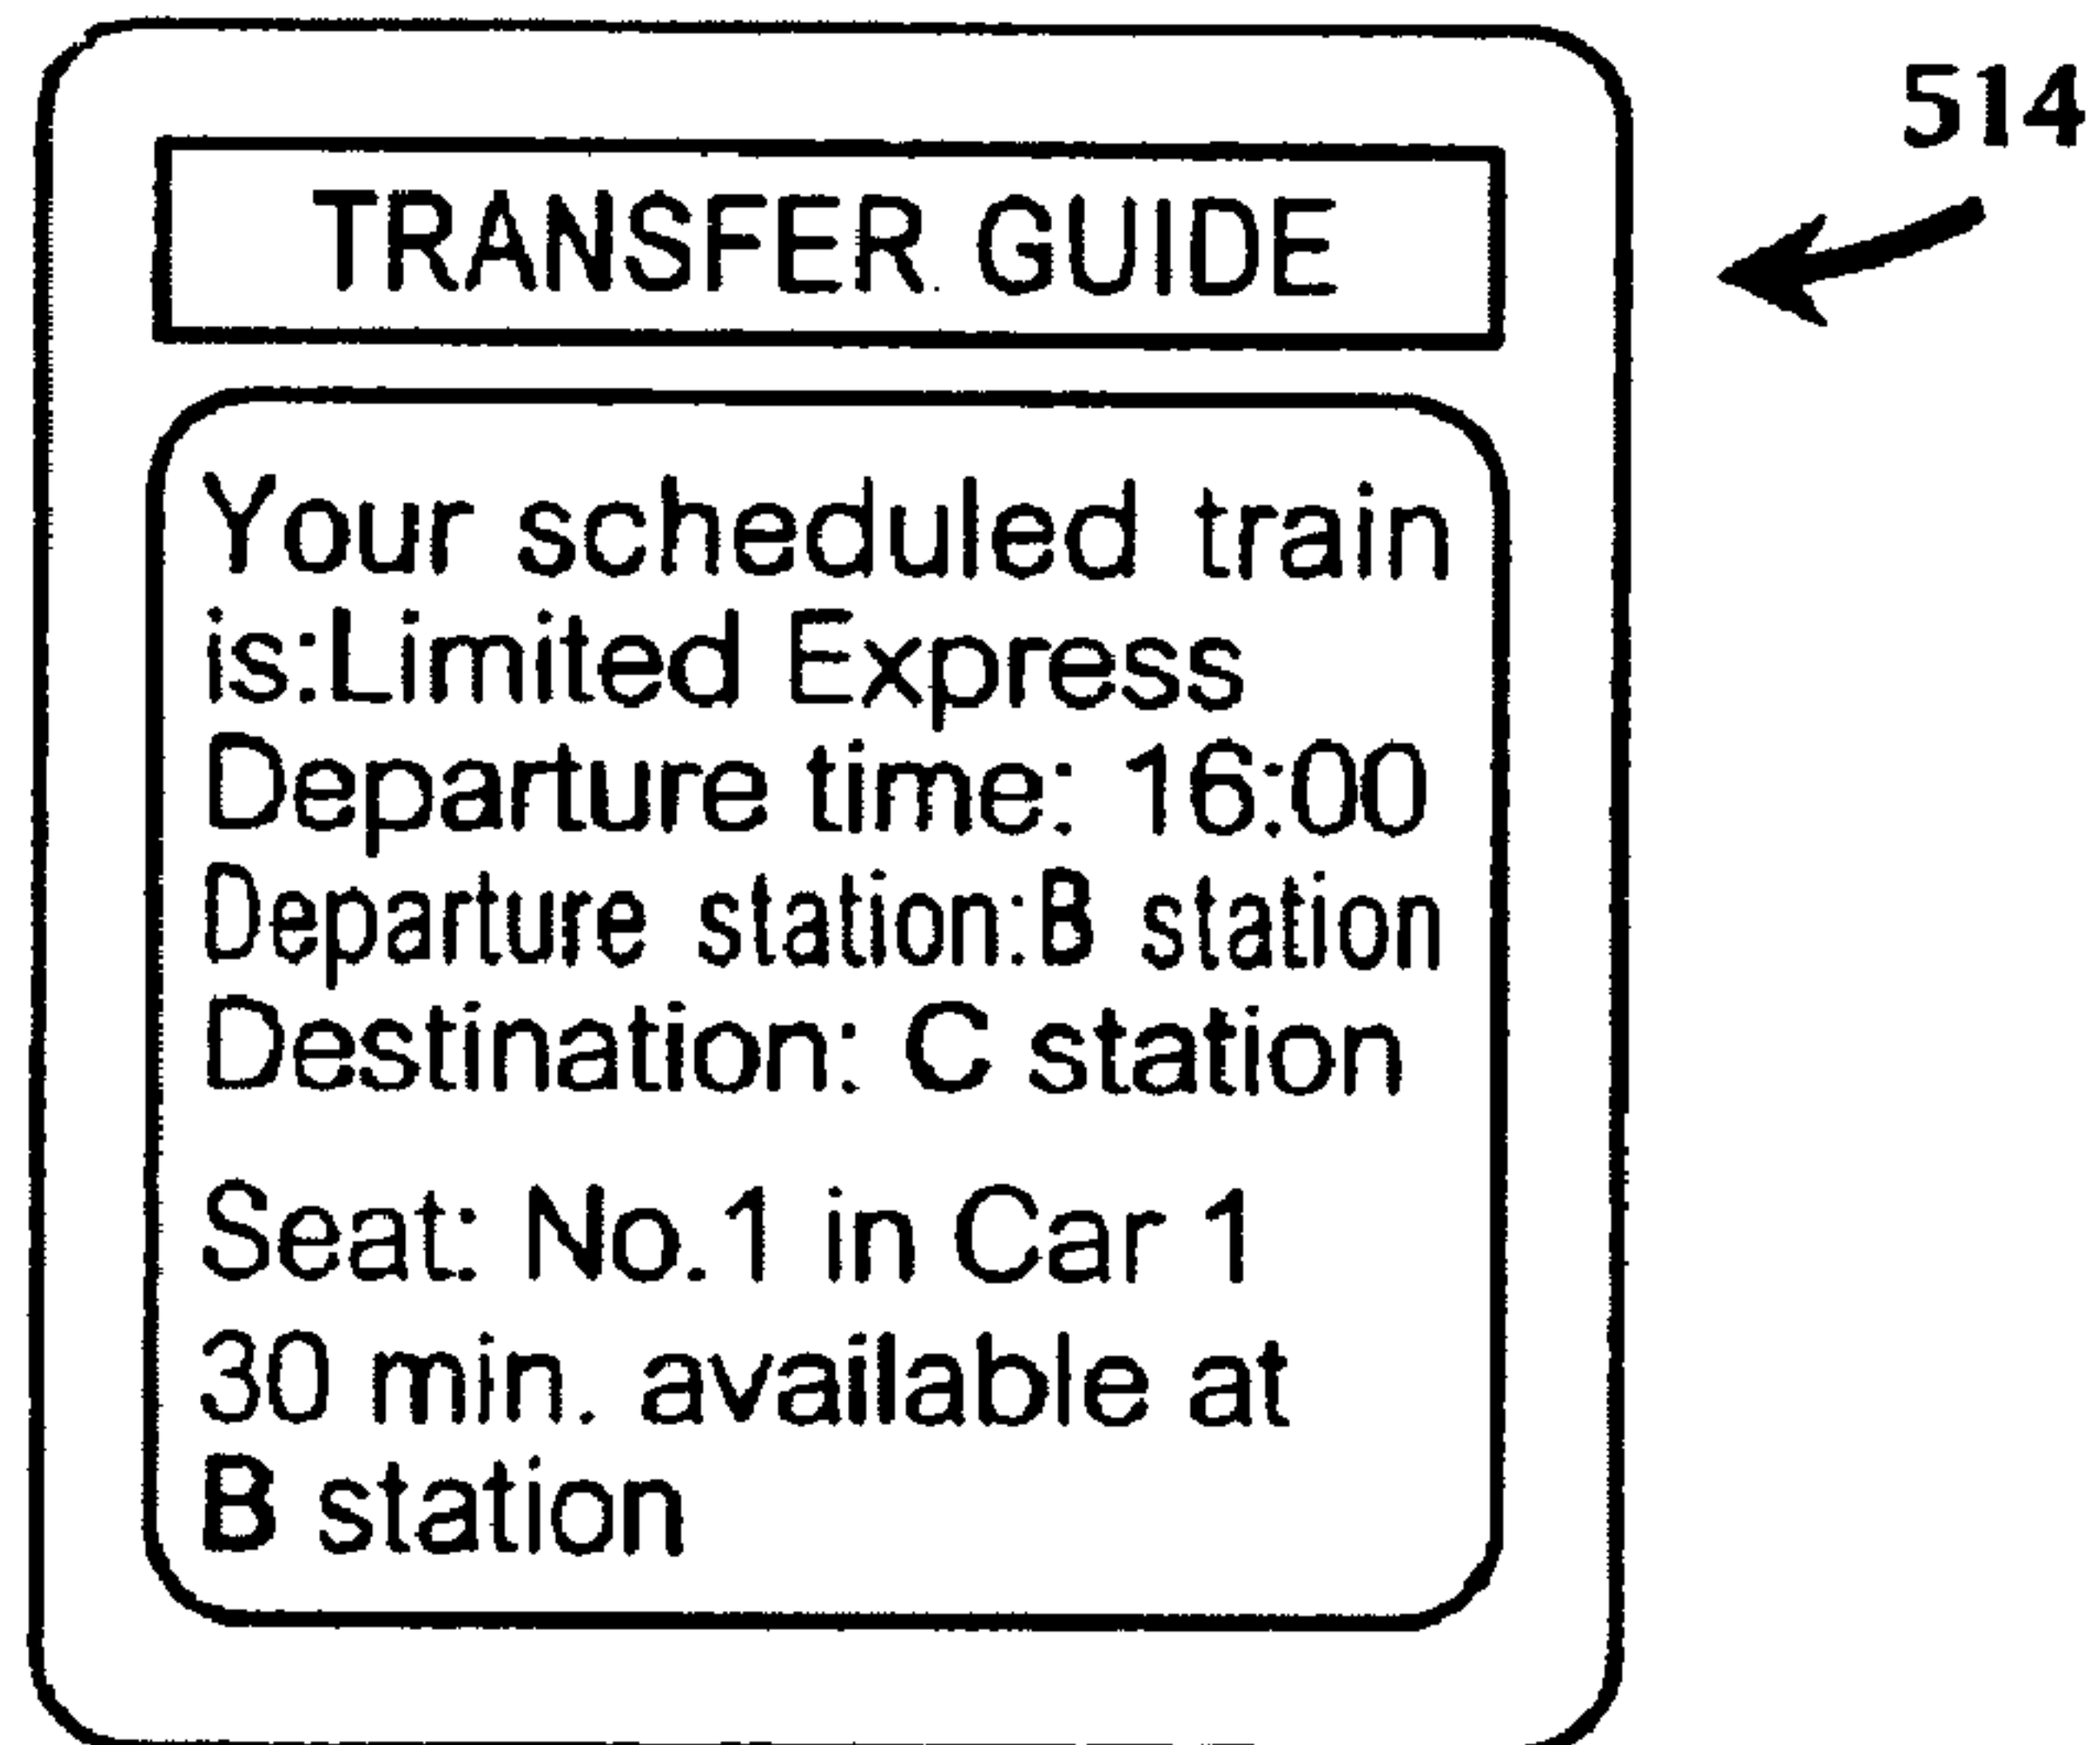 514
TRANSFER GUIDE
Your scheduled train
is:Limited Express
Departure time: 16:00
Departure station:B station
Destination: C station
Seat: No.1 in Car 1
30 min. available at
B station